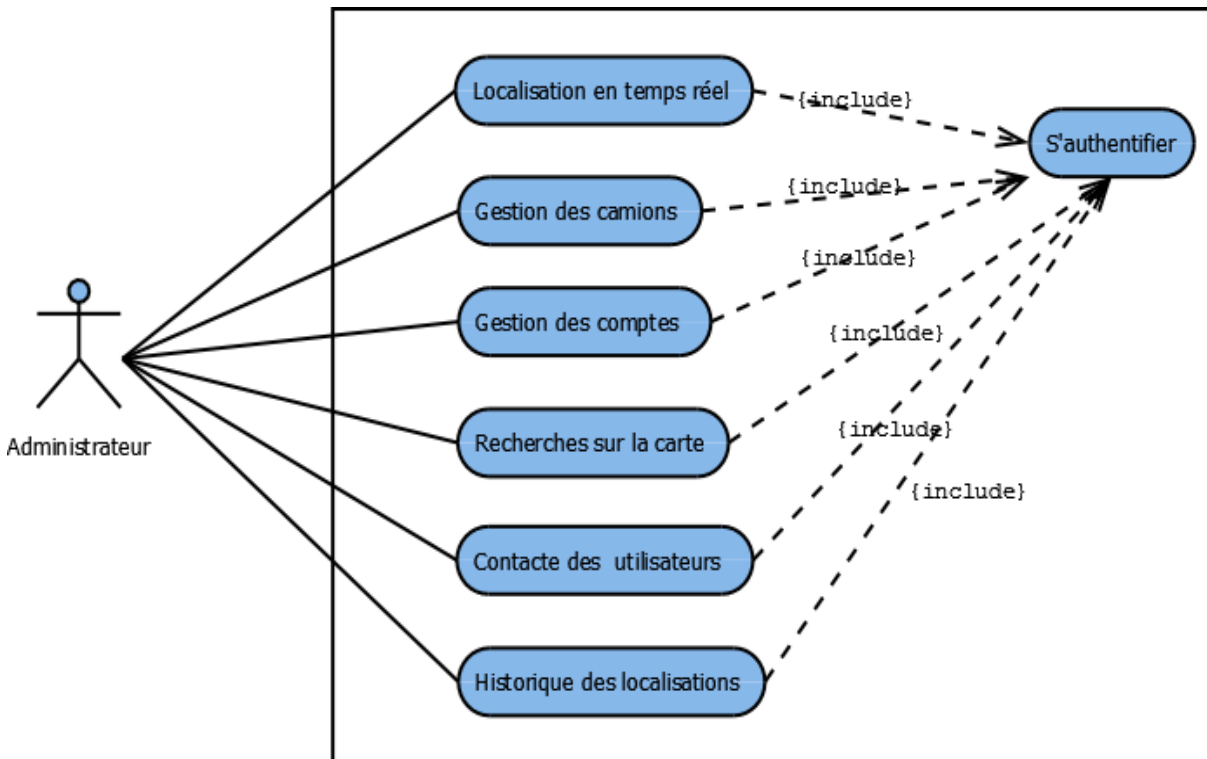 Localisation en temps réel
{include}
S'authentifier
Gestion des camions
{include}
Gestion des comptes
{include}
Administrateur
Recherches sur la carte
{include}
Contacte des  utilisateurs
{include}
Historique des localisations
{include}